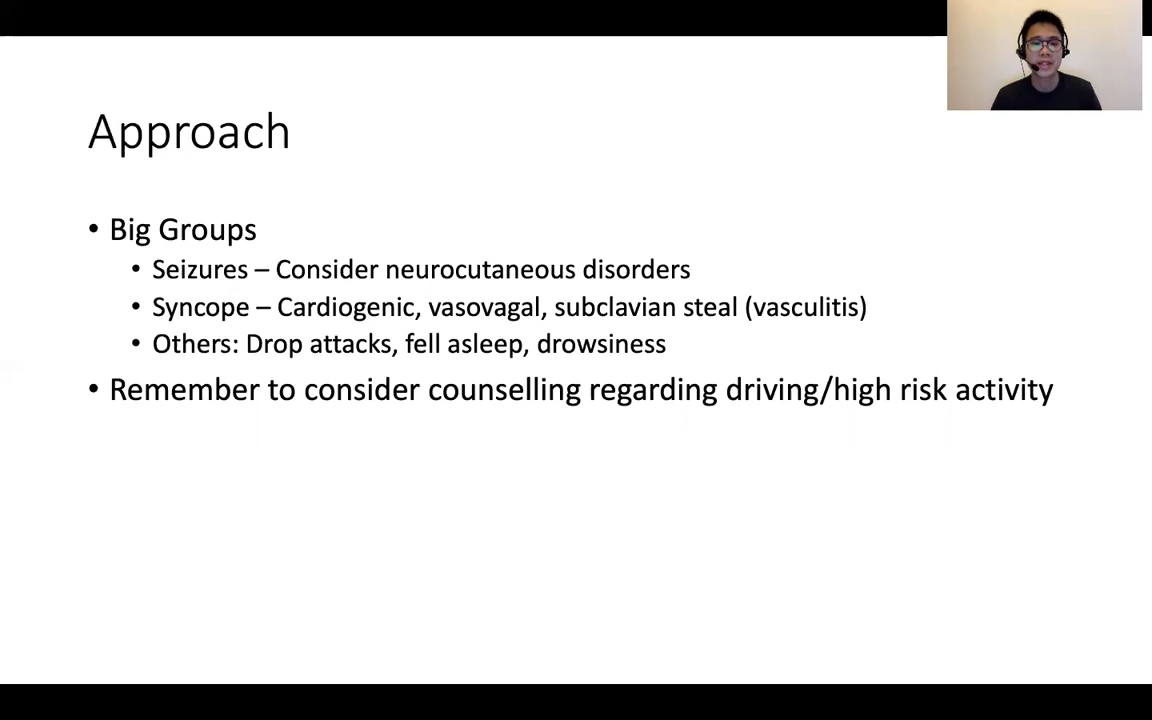 Approach
• Big Groups
• Seizures – Consider neurocutaneous disorders
• Syncope – Cardiogenic, vasovagal, subclavian steal (vasculitis)
• Others: Drop attacks, fell asleep, drowsiness
• Remember to consider counselling regarding driving/high risk activity